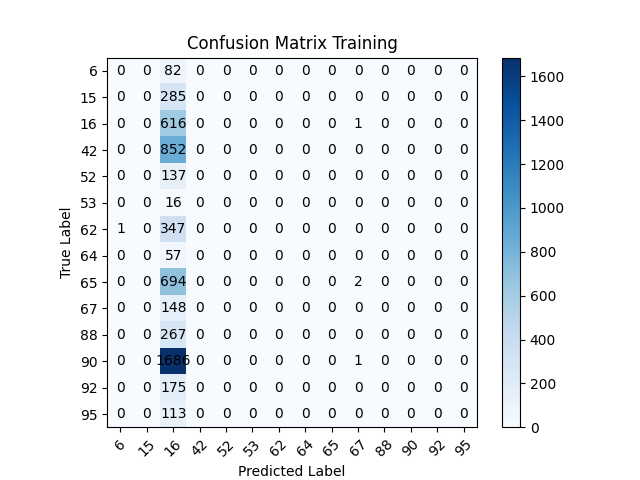 Confusion Matrix Training
6 0 0 82 0 0 0 0 0 0 0 0 0 0 0
15 0 0 285 0 0 0 0 0 0 0 0 0 0 0
16 0 0 616 0 0 0 0 0 0 1 0 0 0 0
42 0 0 852 0 0 0 0 0 0 0 0 0 0 0
52 0 0 137 0 0 0 0 0 0 0 0 0 0 0
53 0 0 16 0 0 0 0 0 0 0 0 0 0 0
62 1 0 347 0 0 0 0 0 0 0 0 0 0 0
64 0 0 57 0 0 0 0 0 0 0 0 0 0 0
65 0 0 694 0 0 0 0 0 0 2 0 0 0 0
67 0 0 148 0 0 0 0 0 0 0 0 0 0 0
88 0 0 267 0 0 0 0 0 0 0 0 0 0 0
90 0 0 1686 0 0 0 0 0 0 1 0 0 0 0
92 0 0 175 0 0 0 0 0 0 0 0 0 0 0
95 0 0 113 0 0 0 0 0 0 0 0 0 0 0
6 15 16 42 52 53 62 64 65 67 88 90 92 95
Predicted Label
True Label
1600
1400
1200
1000
800
600
400
200
0